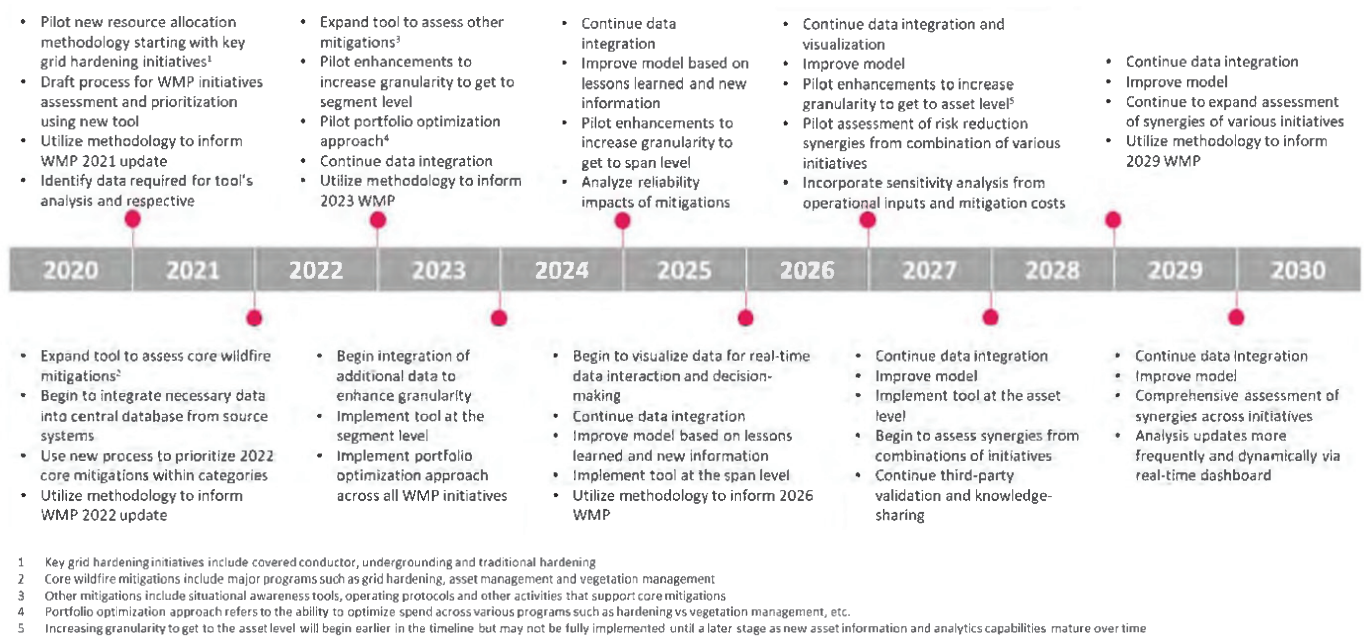 • Pilot new resource allocation
methodology starting with key
grid hardening initiatives¹
• Draft process for WMP initiatives
assessment and prioritization
using new tool
• Utilize methodology to inform
WMP 2021 update
• Identify data required for tool's
analysis and respective
• Expand tool to assess other
mitigations³
• Pilot enhancements to
increase granularity to get to
segment level
• Pilot portfolio optimization
approach⁴
• Continue data integration
• Utilize methodology to inform
2023 WMP
• Continue data
integration
• Improve model based on
lessons learned and new
information
• Pilot enhancements to
increase granularity to
get to span level
• Analyze reliability
impacts of mitigations
• Continue data integration and
visualization
• Improve model
• Pilot enhancements to increase
granularity to get to asset level⁵
• Pilot assessment of risk reduction
synergies from combination of various
initiatives
• Incorporate sensitivity analysis from
operational inputs and mitigation costs
• Continue data integration
• Improve model
• Continue to expand assessment
of synergies of various initiatives
• Utilize methodology to inform
2029 WMP
2020 2021 2022 2023 2024 2025 2026 2027 2028 2029 2030
• Expand tool to assess core wildfire
mitigations²
• Begin to integrate necessary data
into central database from source
systems
• Use new process to prioritize 2022
core mitigations within categories
• Utilize methodology to inform
WMP 2022 update
• Begin integration of
additional data to
enhance granularity
• Implement tool at the
segment level
• Implement portfolio
optimization approach
across all WMP initiatives
• Begin to visualize data for real-time
data interaction and decision-
making
• Continue data integration
• Improve model based on lessons
learned and new information
• Implement tool at the span level
• Utilize methodology to inform 2026
WMP
• Continue data integration
• Improve model
• Implement tool at the asset
level
• Begin to assess synergies from
combinations of initiatives
• Continue third-party
validation and knowledge-
sharing
• Continue data integration
• Improve model
• Comprehensive assessment of
synergies across initiatives
• Analysis updates more
frequently and dynamically via
real-time dashboard
1 Key grid hardening initiatives include covered conductor, undergrounding and traditional hardening
2 Core wildfire mitigations include major programs such as grid hardening, asset management and vegetation management
3 Other mitigations include situational awareness tools, operating protocols and other activities that support core mitigations
4 Portfolio optimization approach refers to the ability to optimize spend across various programs such as hardening vs vegetation management, etc.
5 Increasing granularity to get to the asset level will begin earlier in the timeline but may not be fully implemented until a later stage as new asset information and analytics capabilities mature over time